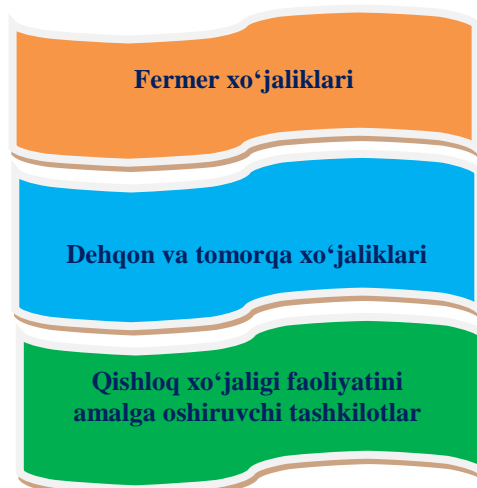 Fermer xo‘jaliklari
Dehqon va tomorqa xo‘jaliklari
Qishloq xo‘jaligi faoliyatini
amalga oshiruvchi tashkilotlar